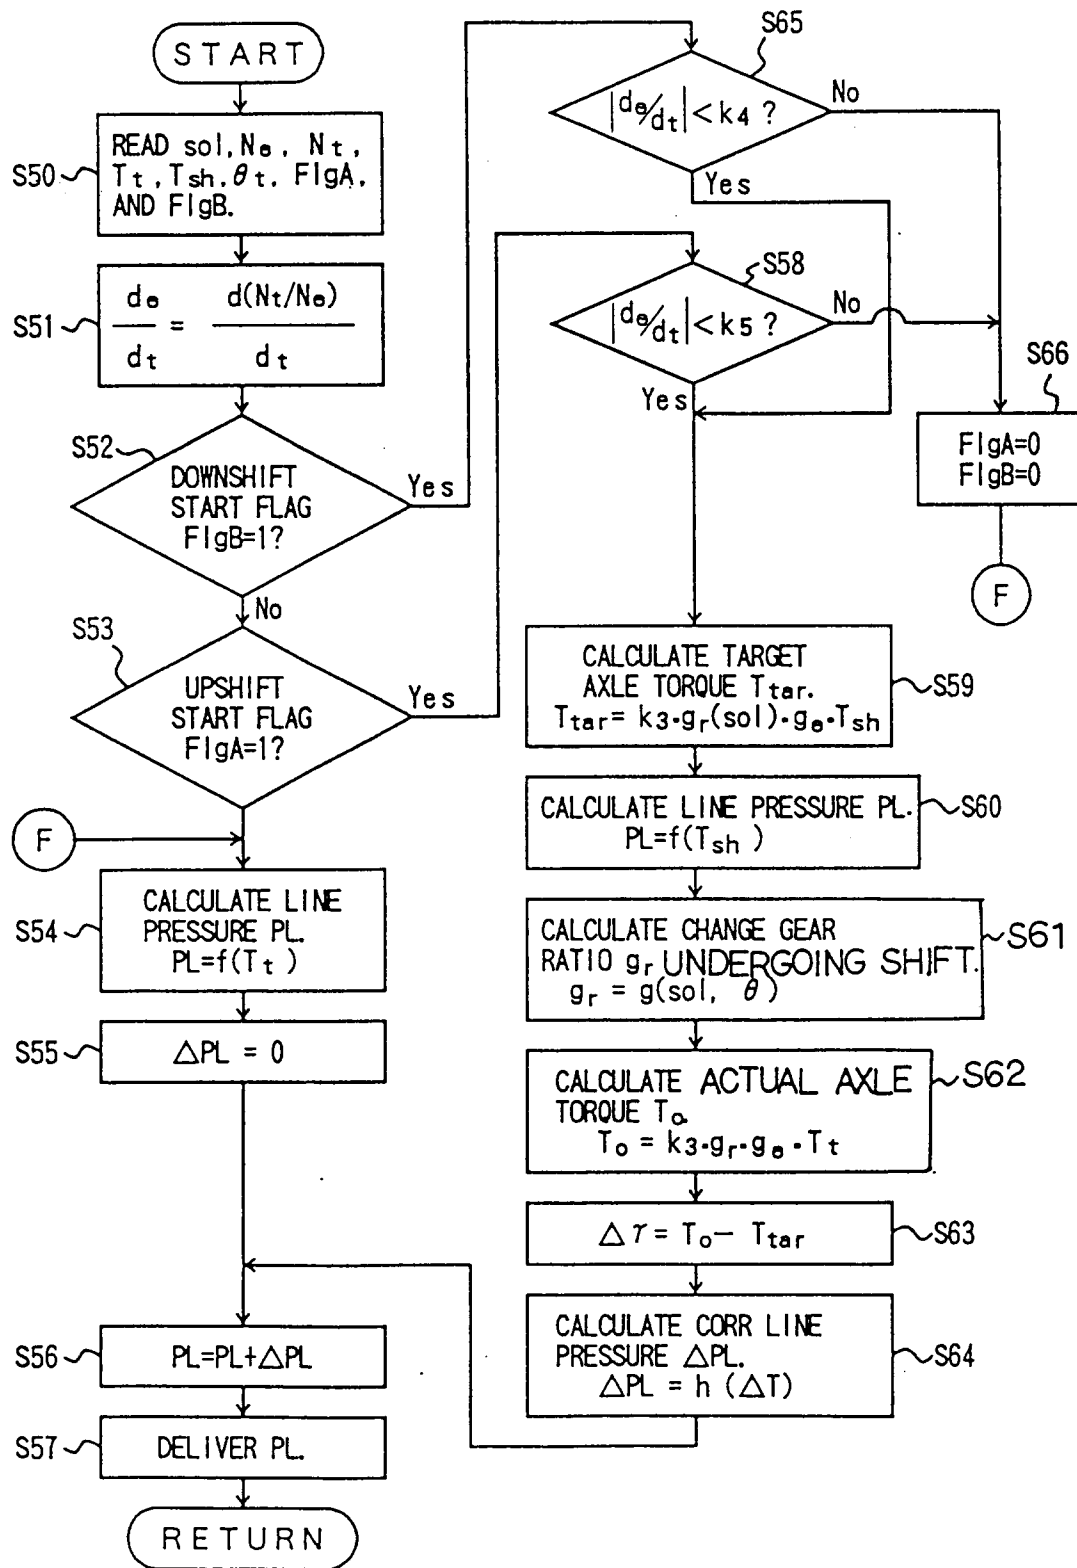 START
S50
READ sol, Ne, Nt,
Tt, Tsh, θt, FlgA,
AND FlgB.
S51
de/dt = d(Nt/Ne)/dt
S52
DOWNSHIFT
START FLAG
FlgB=1?
Yes
No
S53
UPSHIFT
START FLAG
FlgA=1?
Yes
F
S54
CALCULATE LINE
PRESSURE PL.
PL=f(Tt)
S55
△PL = 0
S56
PL=PL+△PL
S57
DELIVER PL.
RETURN
S65
|de/dt| < k4 ?
No
Yes
S58
|de/dt| < k5 ?
No
Yes
S66
FlgA=0
FlgB=0
F
CALCULATE TARGET
AXLE TORQUE Ttar.
Ttar= k3·gr(sol)·ge·Tsh
S59
CALCULATE LINE PRESSURE PL.
PL=f(Tsh)
S60
CALCULATE CHANGE GEAR
RATIO gr UNDERGOING SHIFT.
gr = g(sol, θ)
S61
CALCULATE ACTUAL AXLE
TORQUE To.
To = k3·gr·ge·Tt
S62
△τ = To− Ttar
S63
CALCULATE CORR LINE
PRESSURE △PL.
△PL = h (△T)
S64